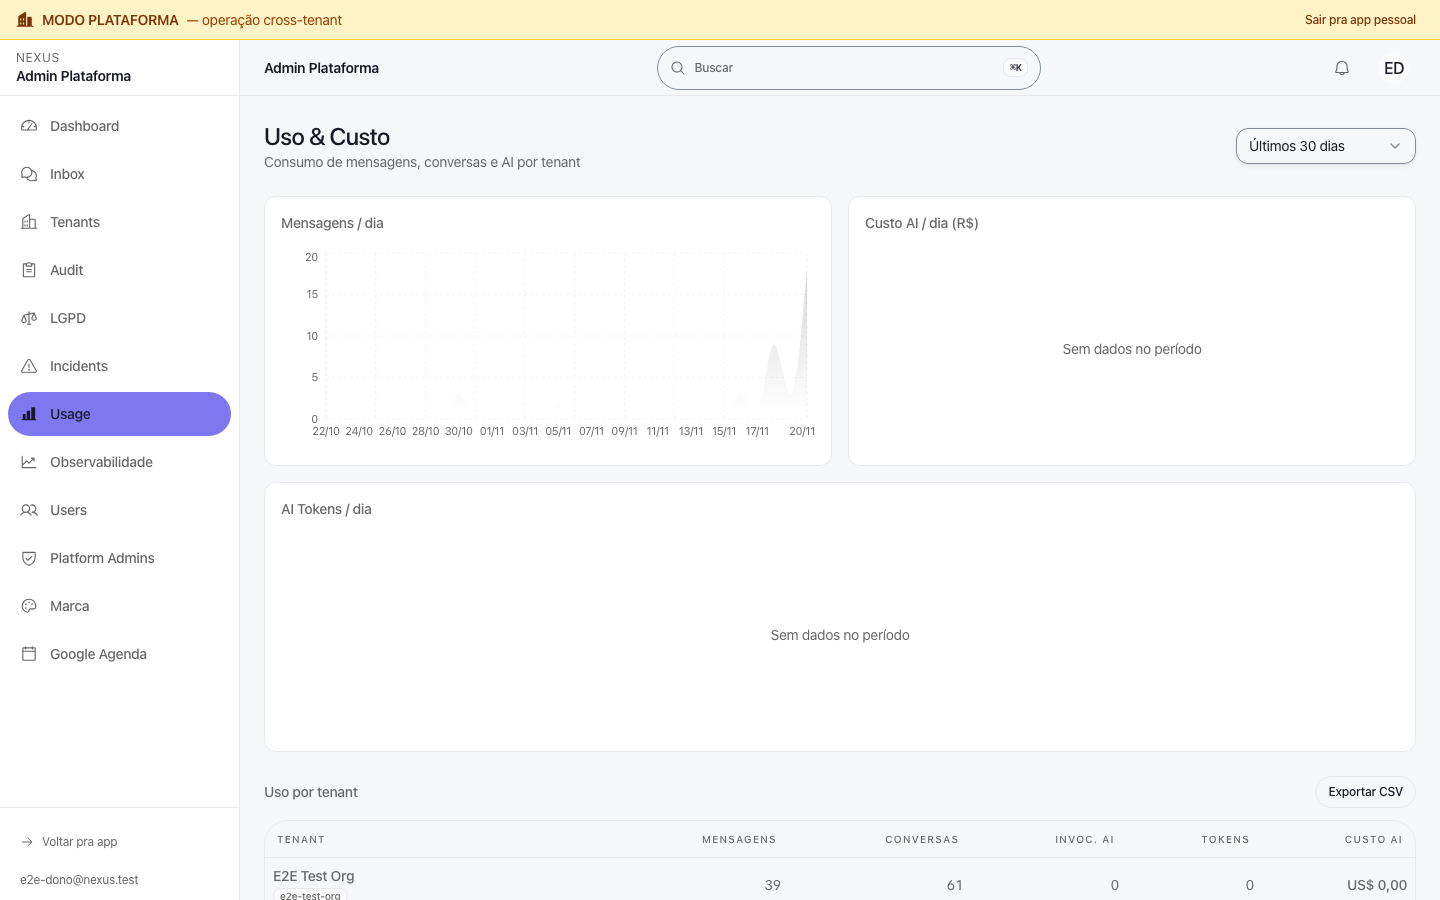 MODO PLATAFORMA — operação cross-tenant
Sair pra app pessoal
NEXUS
Admin Plataforma
Admin Plataforma
Buscar
⌘K
ED
Dashboard
Inbox
Tenants
Audit
LGPD
Incidents
Usage
Observabilidade
Users
Platform Admins
Marca
Google Agenda
Voltar pra app
e2e-dono@nexus.test
Uso & Custo
Consumo de mensagens, conversas e AI por tenant
Últimos 30 dias
Mensagens / dia
20
15
10
5
0
22/10 24/10 26/10 28/10 30/10 01/11 03/11 05/11 07/11 09/11 11/11 13/11 15/11 17/11 20/11
Custo AI / dia (R$)
Sem dados no período
AI Tokens / dia
Sem dados no período
Uso por tenant
Exportar CSV
TENANT MENSAGENS CONVERSAS INVOC. AI TOKENS CUSTO AI
E2E Test Org 39 61 0 0 US$ 0,00
e2e-test-org